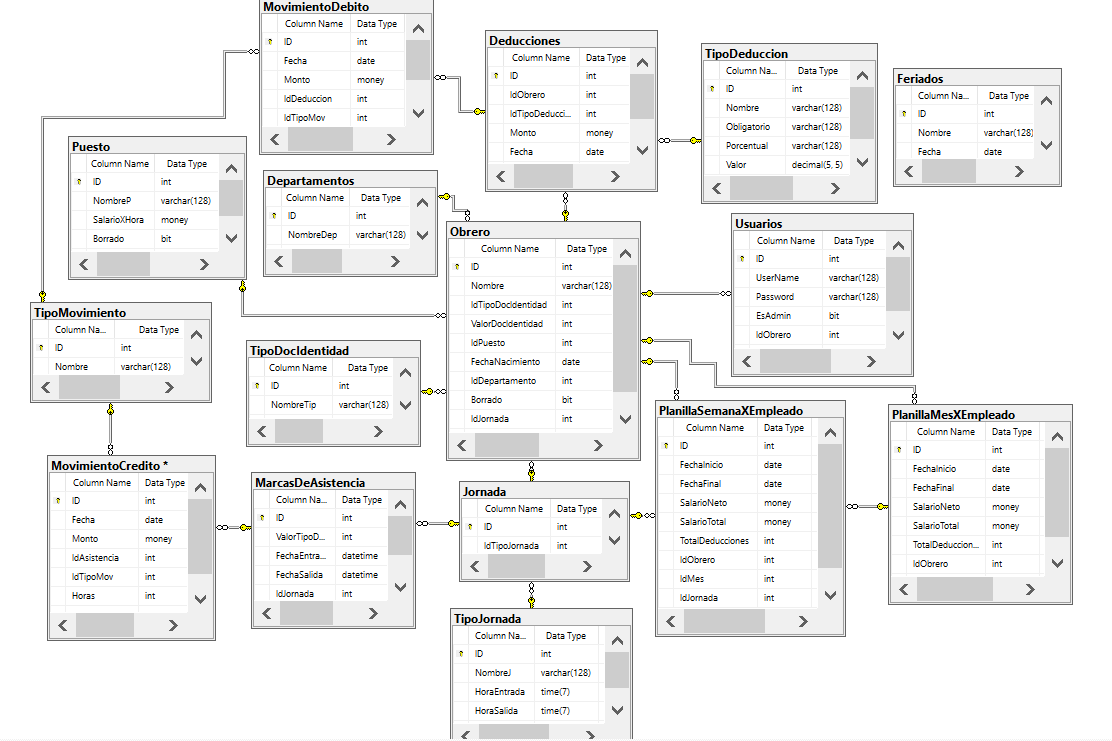 MovimientoDebito
Column Name Data Type
ID int
Fecha date
Monto money
IdDeduccion int
IdTipoMov int
Deducciones
Column Name Data Type
ID int
IdObrero int
IdTipoDeducci... int
Monto money
Fecha date
TipoDeduccion
Column Na... Data Type
ID int
Nombre varchar(128)
Obligatorio varchar(128)
Porcentual varchar(128)
Valor decimal(5, 5)
Feriados
Column Na... Data Type
ID int
Nombre varchar(128)
Fecha date
Puesto
Column Name Data Type
ID int
NombreP varchar(128)
SalarioXHora money
Borrado bit
Departamentos
Column Name Data Type
ID int
NombreDep varchar(128)
Obrero
Column Name Data Type
ID int
Nombre varchar(128)
IdTipoDocIdentidad int
ValorDocIdentidad int
IdPuesto int
FechaNacimiento date
IdDepartamento int
Borrado bit
IdJornada int
Usuarios
Column Name Data Type
ID int
UserName varchar(128)
Password varchar(128)
EsAdmin bit
IdObrero int
TipoMovimiento
Column Na... Data Type
ID int
Nombre varchar(128)
TipoDocIdentidad
Column Name Data Type
ID int
NombreTip varchar(128)
PlanillaSemanaXEmpleado
Column Name Data Type
ID int
FechaInicio date
FechaFinal date
SalarioNeto money
SalarioTotal money
TotalDeducciones int
IdObrero int
IdMes int
IdJornada int
PlanillaMesXEmpleado
Column Name Data Type
ID int
FechaInicio date
FechaFinal date
SalarioNeto money
SalarioTotal money
TotalDeduccion... int
IdObrero int
MovimientoCredito *
Column Name Data Type
ID int
Fecha date
Monto money
IdAsistencia int
IdTipoMov int
Horas int
MarcasDeAsistencia
Column Na... Data Type
ID int
ValorTipoD... int
FechaEntra... datetime
FechaSalida datetime
IdJornada int
Jornada
Column Name Data Type
ID int
IdTipoJornada int
TipoJornada
Column Na... Data Type
ID int
NombreJ varchar(128)
HoraEntrada time(7)
HoraSalida time(7)